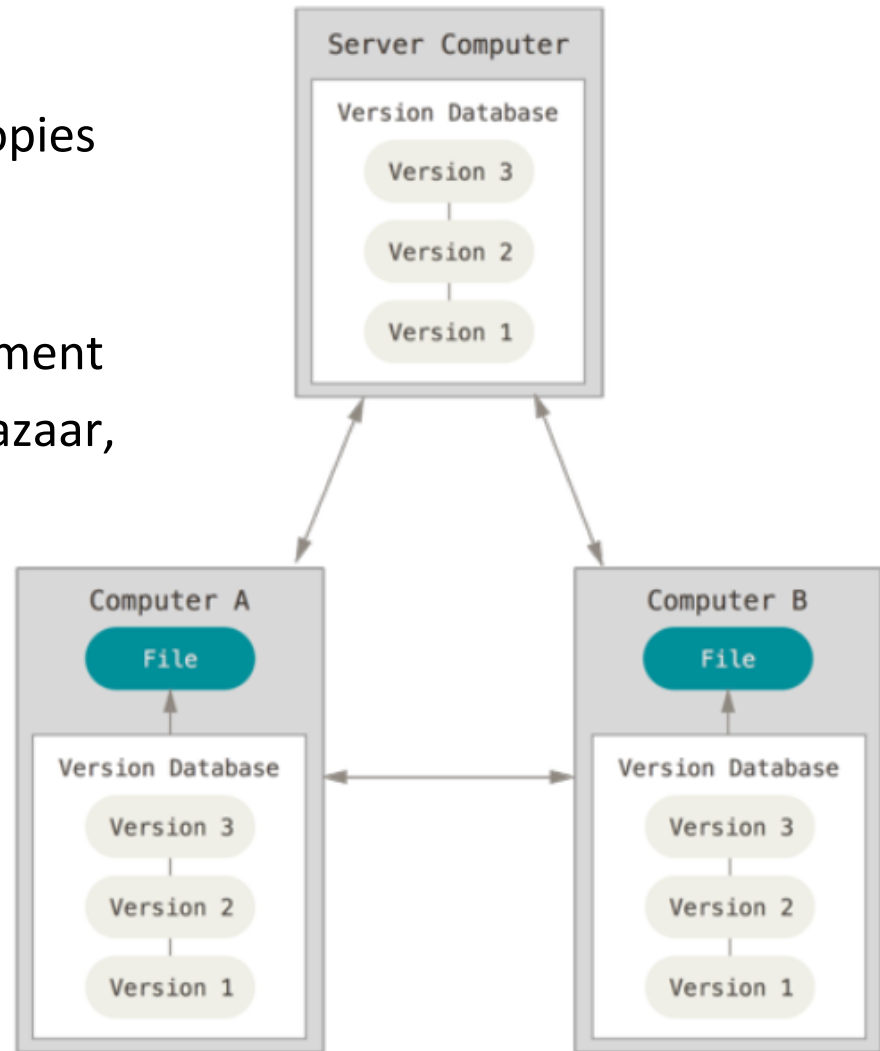 opies
ment
azaar,
Server Computer
Version Database
Version 3
Version 2
Version 1
Computer A
File
Version Database
Version 3
Version 2
Version 1
Computer B
File
Version Database
Version 3
Version 2
Version 1